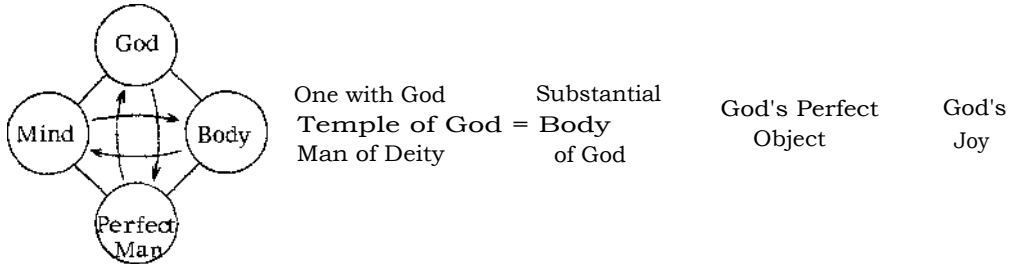 God
Mind
Body
Perfect
Man
One with God
Temple of God = Body
Man of Deity
Substantial
of God
God's Perfect
Object
God's
Joy